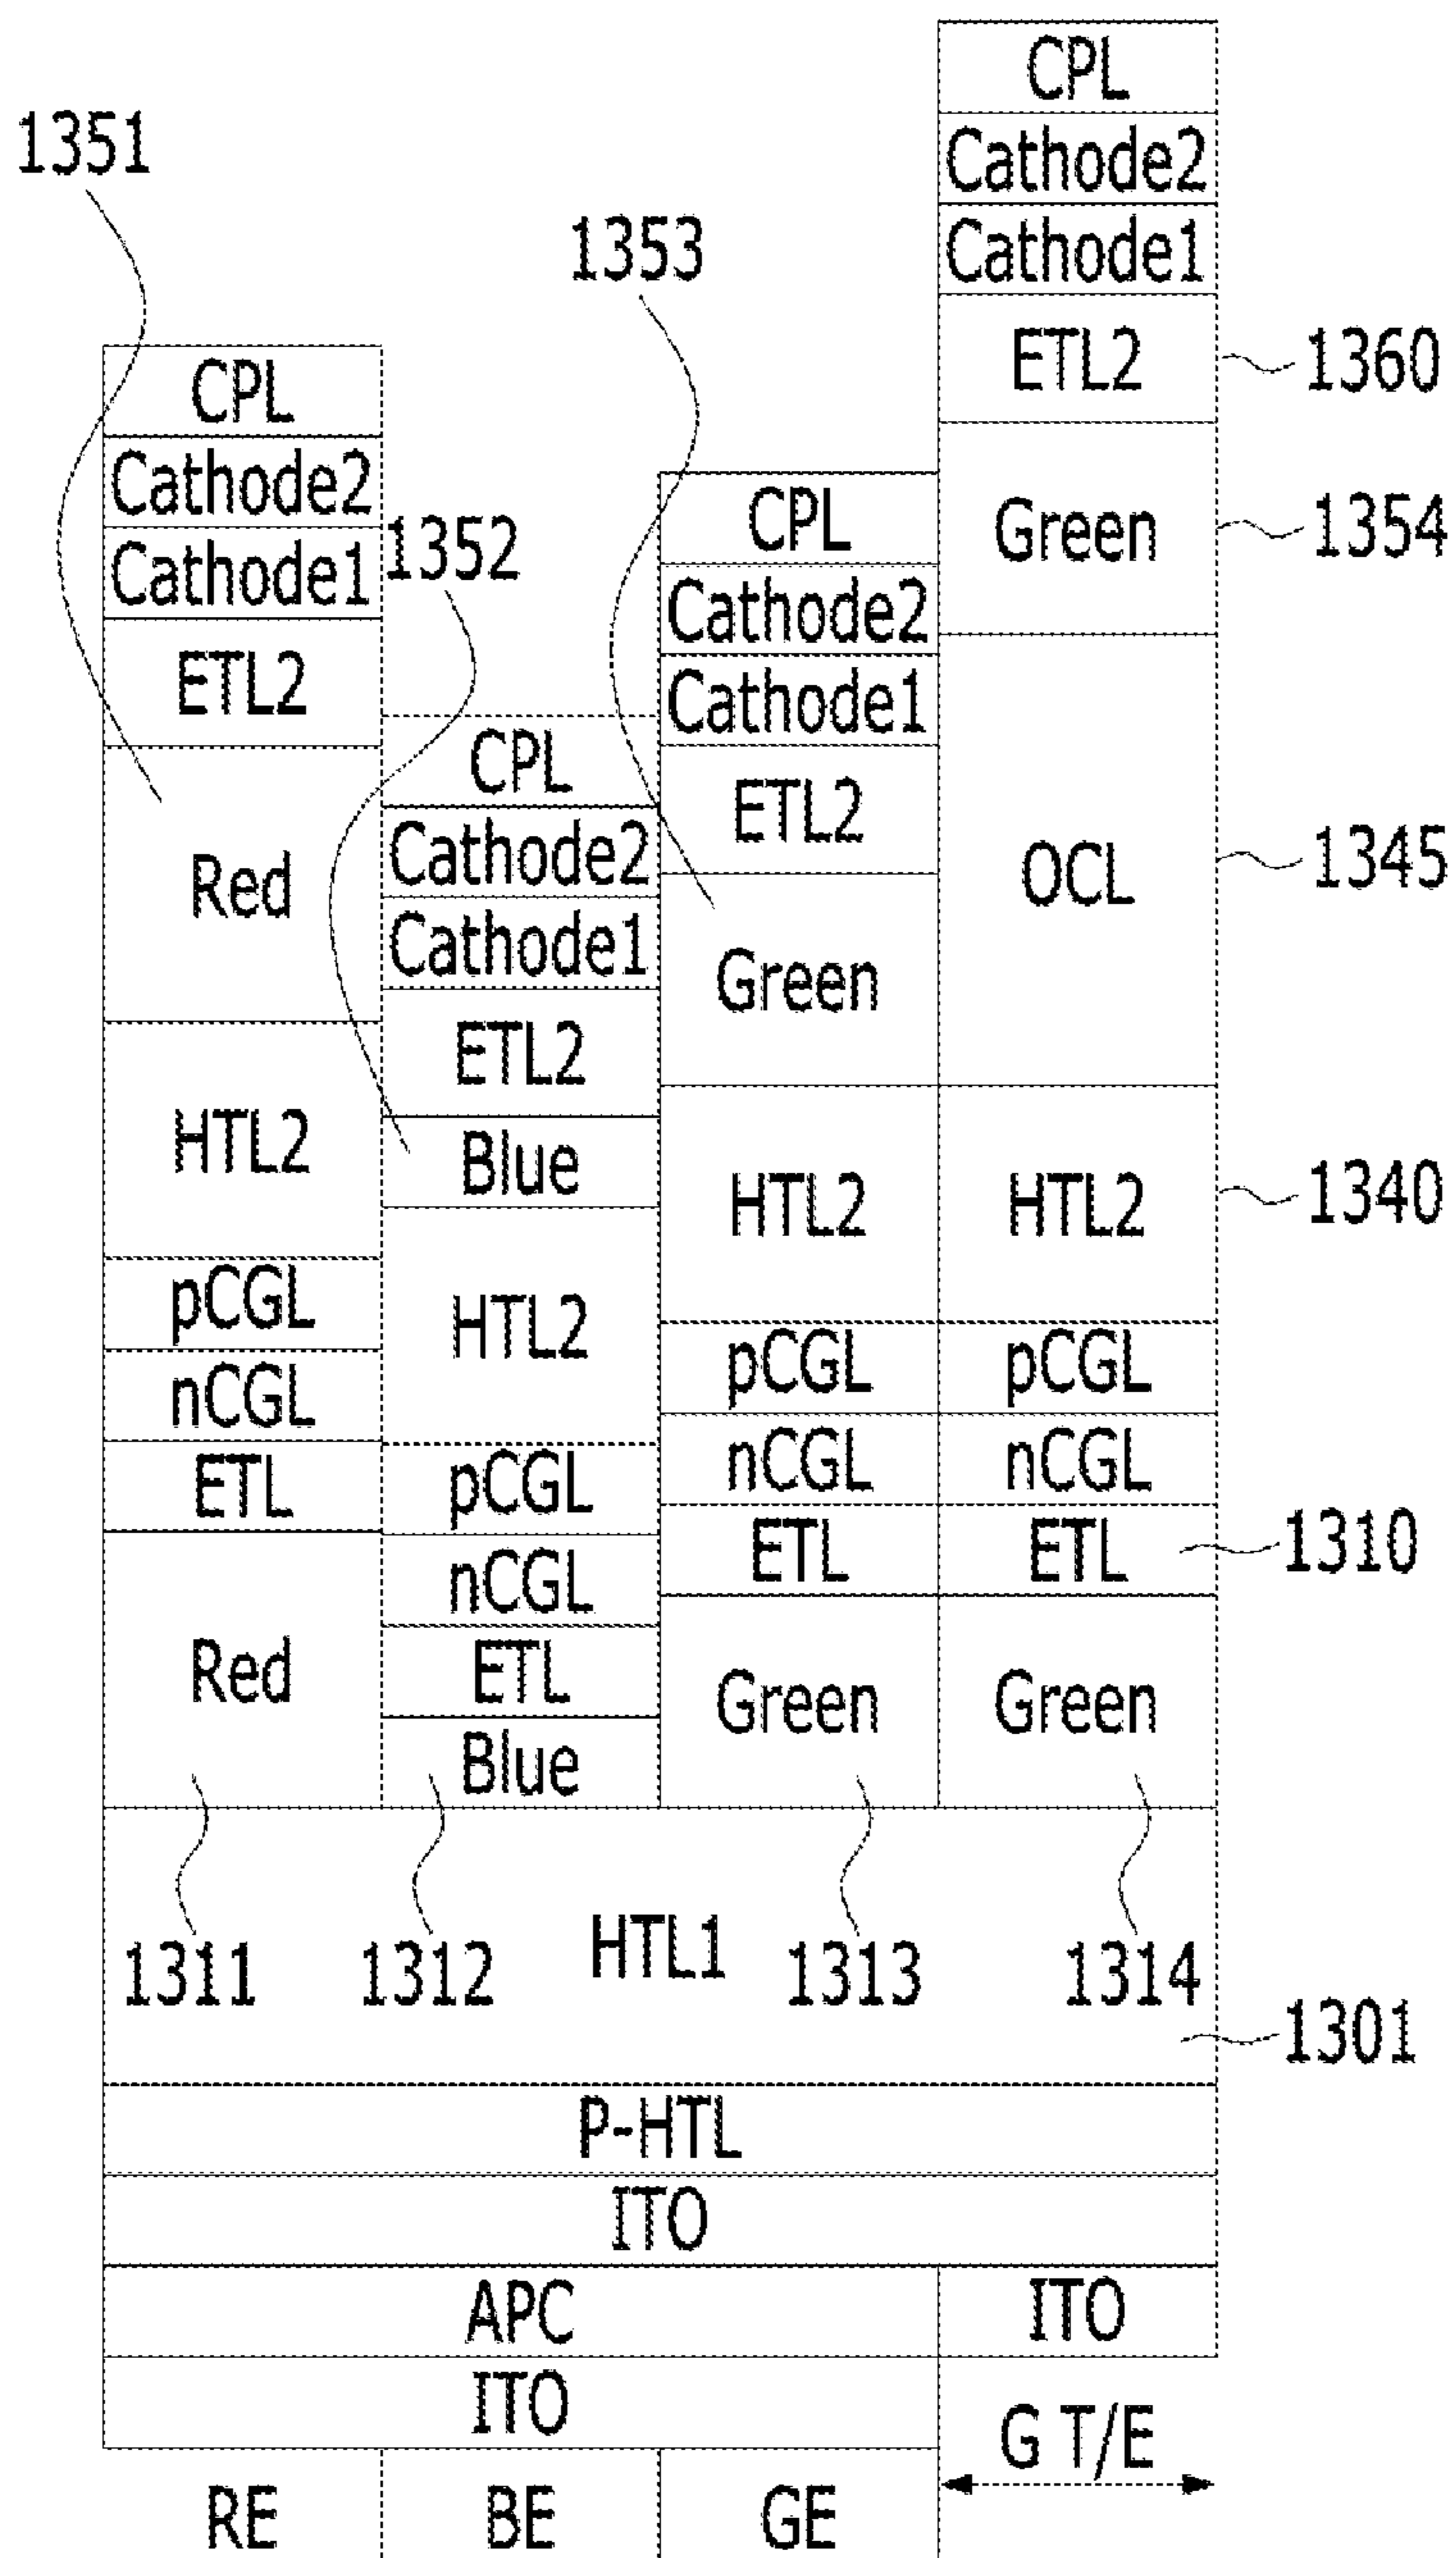 CPL
Cathode2
Cathode1
ETL2
1360
Green
1354
OCL
1345
HTL2
1340
pCGL
nCGL
ETL
1310
Green
1314
1353
CPL
Cathode2
Cathode1
ETL2
Green
HTL2
pCGL
nCGL
ETL
Green
1313
1352
CPL
Cathode2
Cathode1
ETL2
Blue
HTL2
pCGL
nCGL
ETL
Blue
1312
1351
CPL
Cathode2
Cathode1
ETL2
Red
HTL2
pCGL
nCGL
ETL
Red
1311
HTL1
1301
P-HTL
ITO
APC
ITO
ITO
G T/E
RE
BE
GE